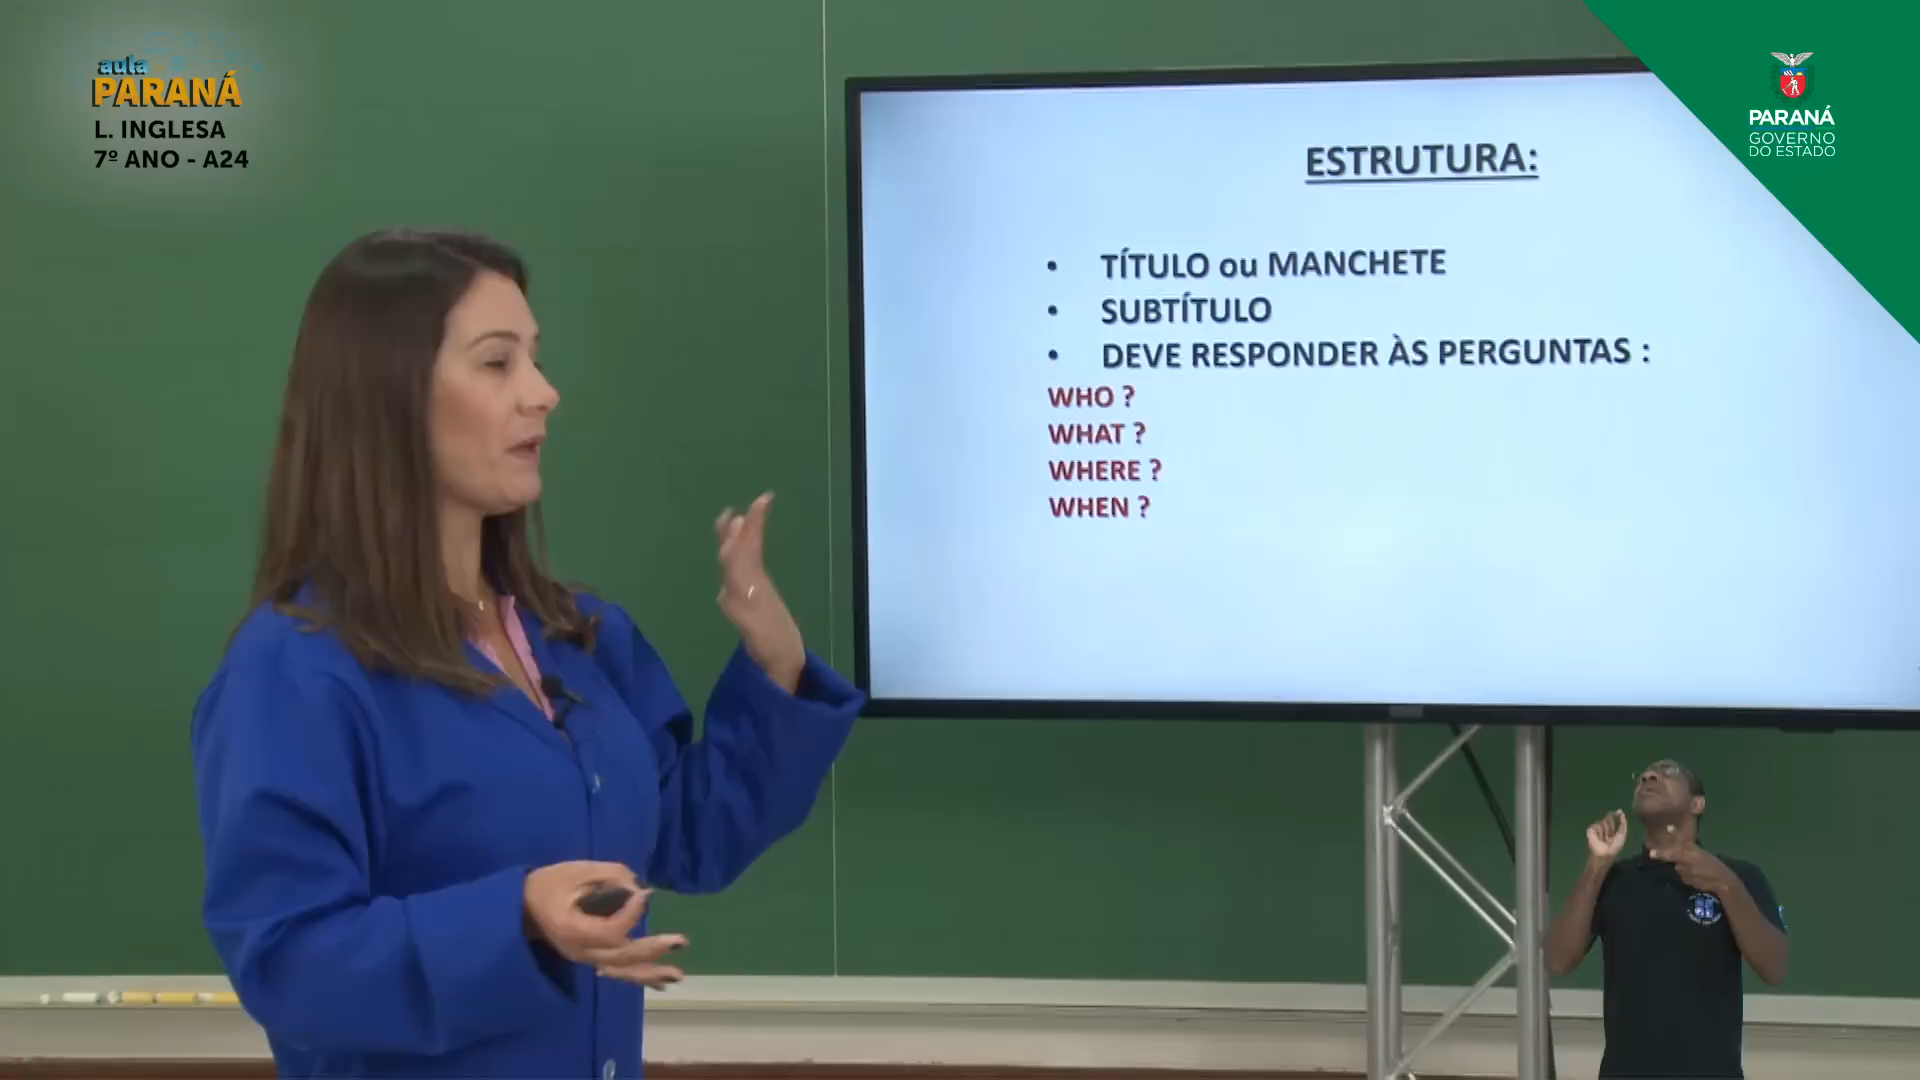 aula
PARANÁ
L. INGLESA
7º ANO - A24
PARANÁ
GOVERNO
DO ESTADO
ESTRUTURA:
• TÍTULO ou MANCHETE
• SUBTÍTULO
• DEVE RESPONDER ÀS PERGUNTAS :
WHO ?
WHAT ?
WHERE ?
WHEN ?